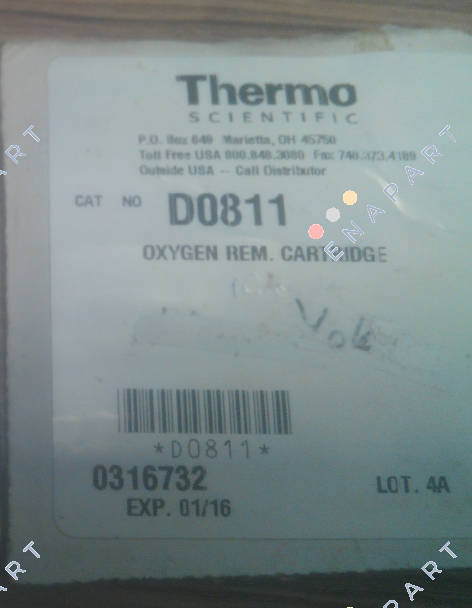 Thermo
SCIENTIFIC
P.O. Box 649 Marietta, OH 45750
Toll Free USA 800.848.3080 Fax 740.373.4189
Outside USA -- Call Distributor
CAT NO D0811
OXYGEN REM. CARTRIDGE
*D0811*
0316732
LOT. 4A
EXP. 01/16
ENAPART